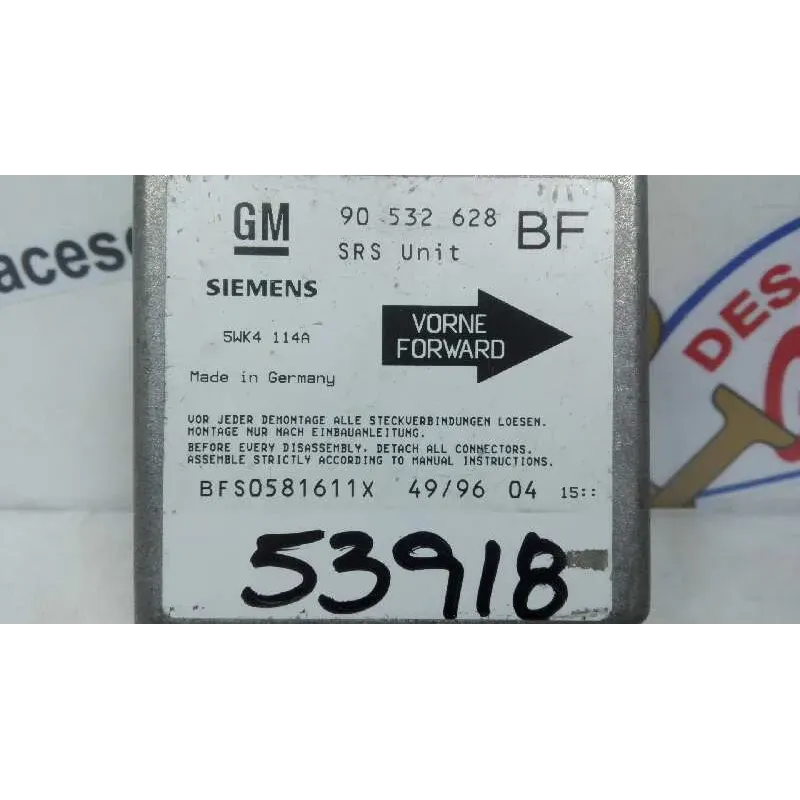 acesc
GM 90 532 628 BF
SRS Unit
SIEMENS
5WK4 114A
VORNE
FORWARD
Made in Germany
VOR JEDER DEMONTAGE ALLE STECKVERBINDUNGEN LOESEN.
MONTAGE NUR NACH EINBAUANLEITUNG.
BEFORE EVERY DISASSEMBLY, DETACH ALL CONNECTORS.
ASSEMBLE STRICTLY ACCORDING TO MANUAL INSTRUCTIONS.
BFS0581611X 49/96 04 15::
53918
DES